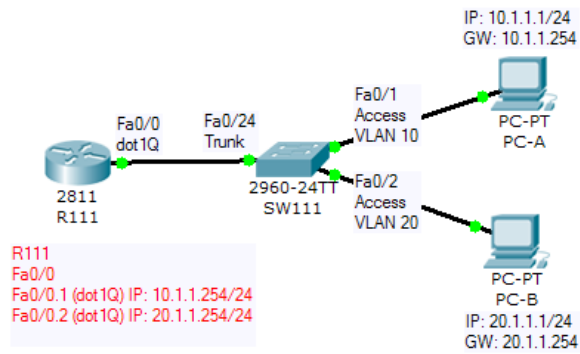 IP: 10.1.1.1/24
GW: 10.1.1.254
PC-PT
PC-A
Fa0/1
Access
VLAN 10
Fa0/0
dot1Q
Fa0/24
Trunk
2811
R111
2960-24TT
SW111
Fa0/2
Access
VLAN 20
R111
Fa0/0
Fa0/0.1 (dot1Q) IP: 10.1.1.254/24
Fa0/0.2 (dot1Q) IP: 20.1.1.254/24
PC-PT
PC-B
IP: 20.1.1.1/24
GW: 20.1.1.254